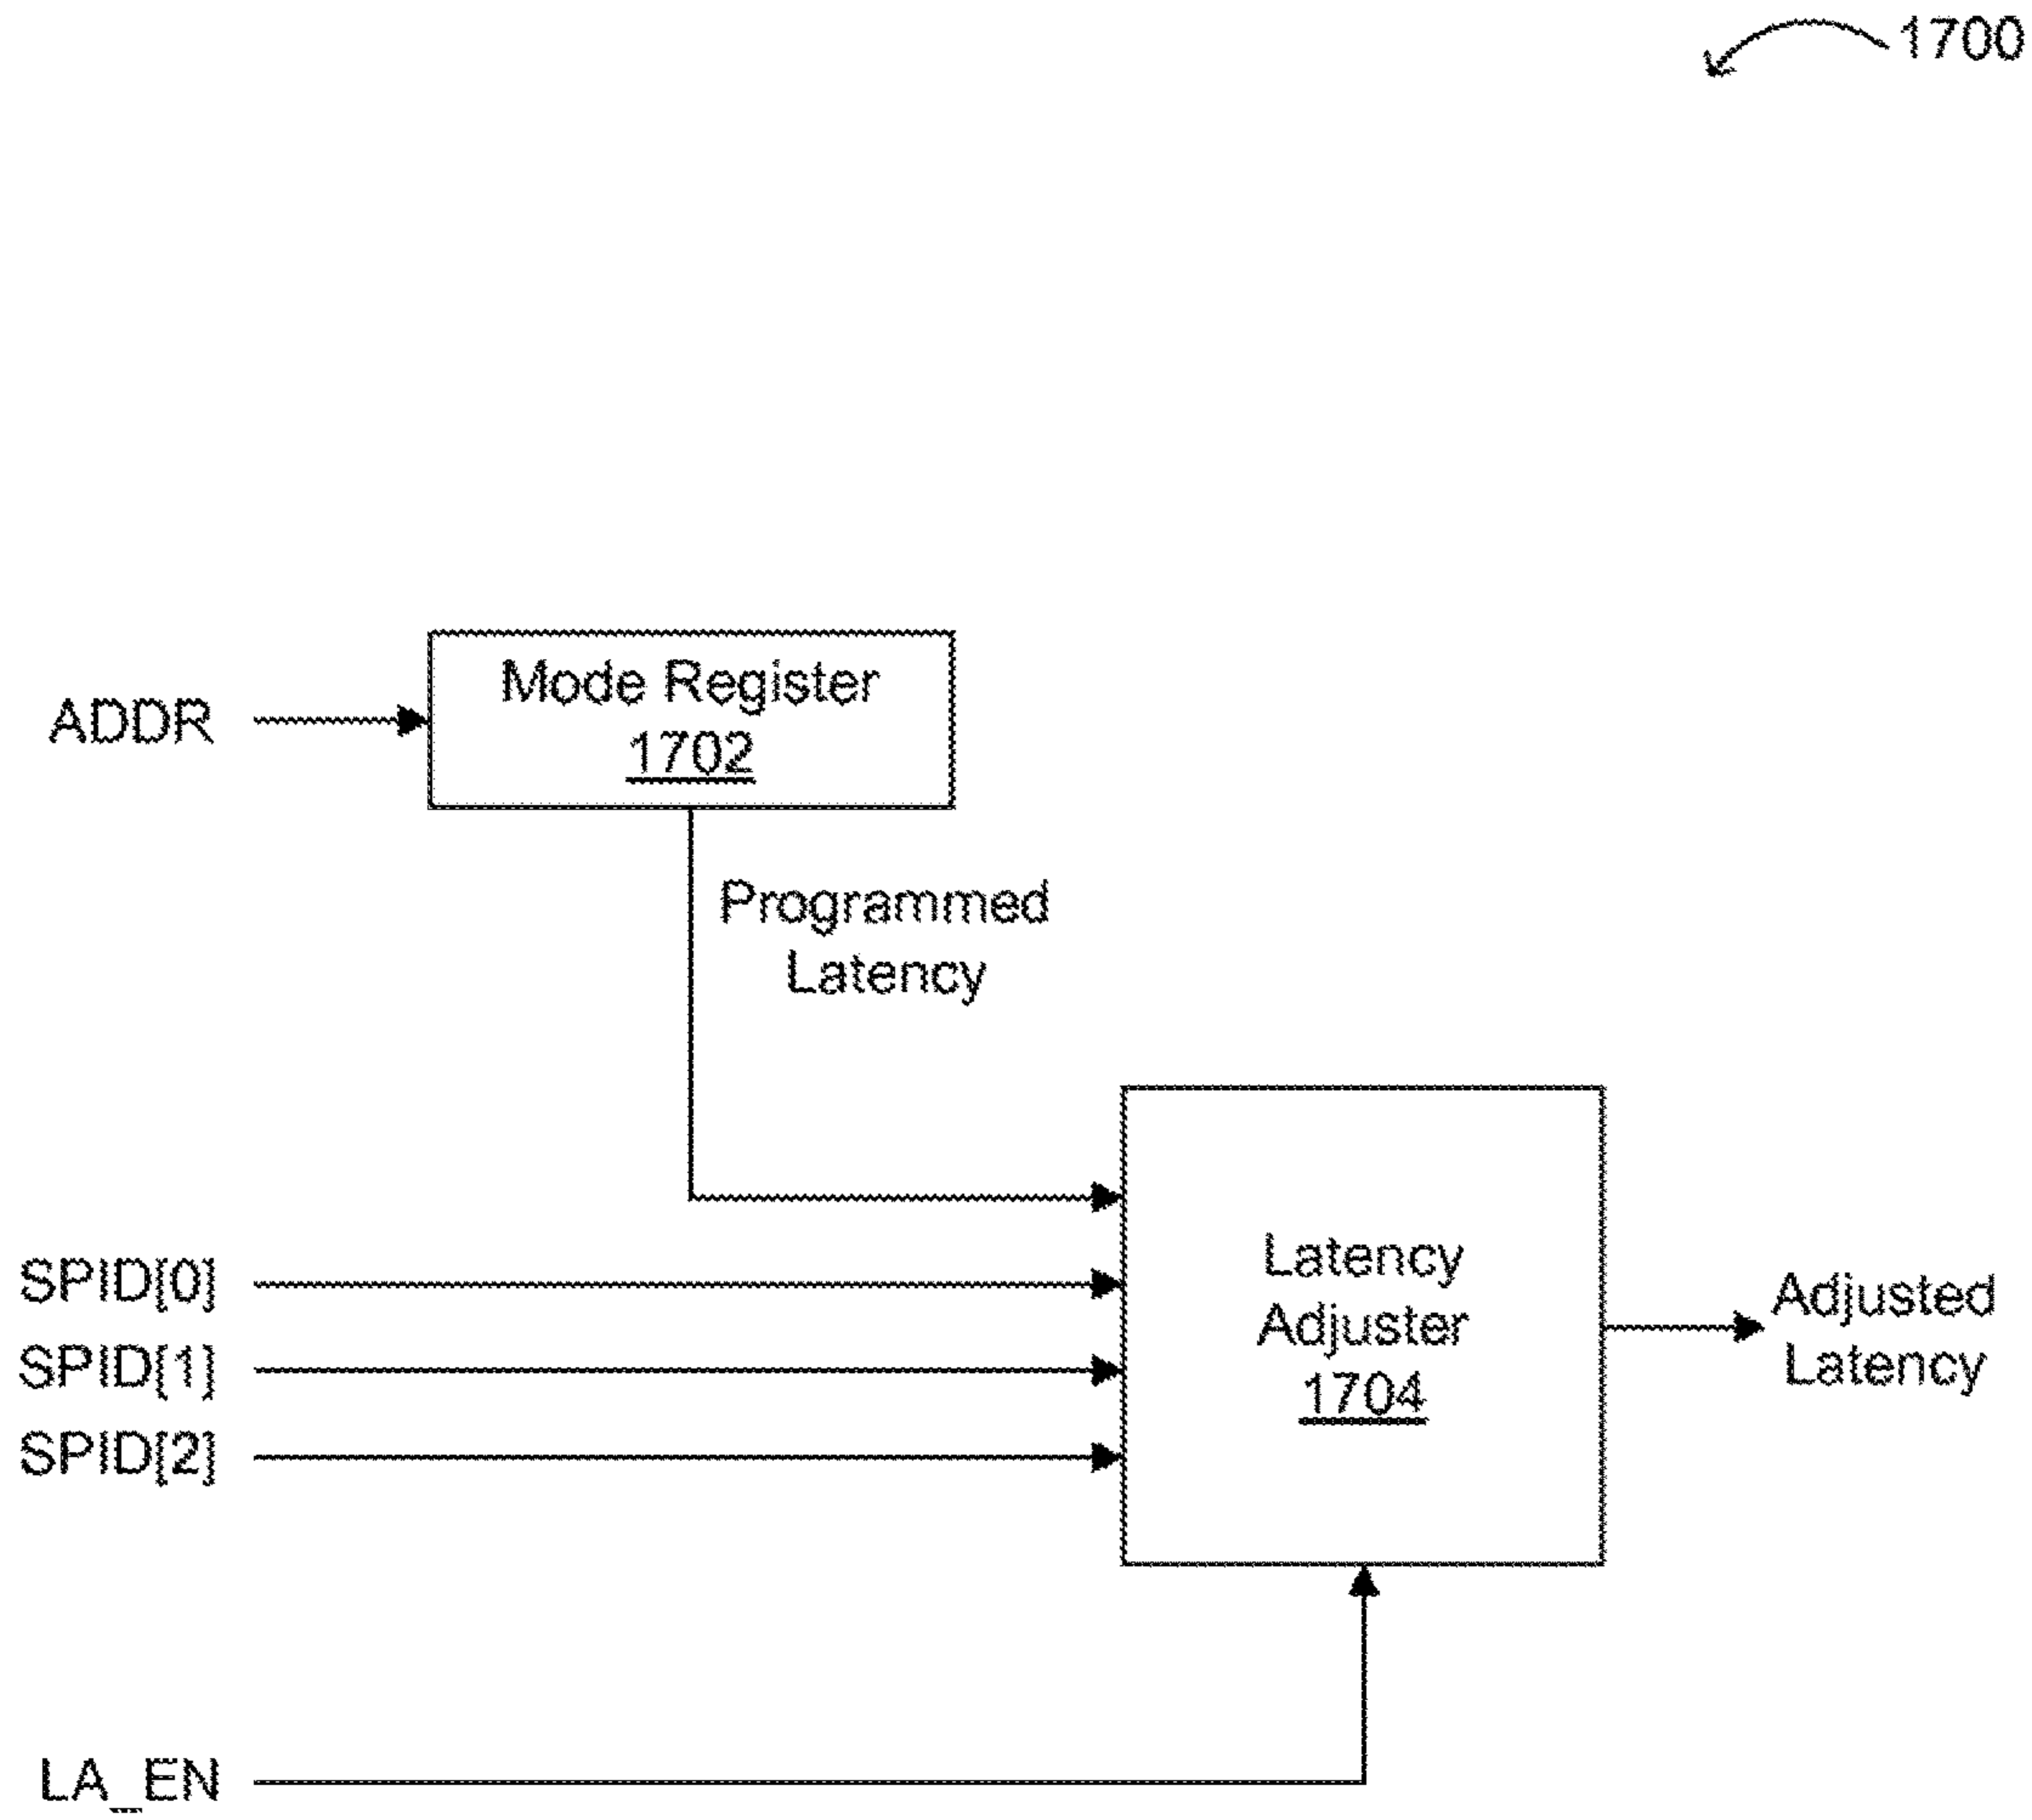 1700
Mode Register
1702
ADDR
Programmed
Latency
SPID[0]
SPID[1]
SPID[2]
Latency
Adjuster
1704
Adjusted
Latency
LA_EN